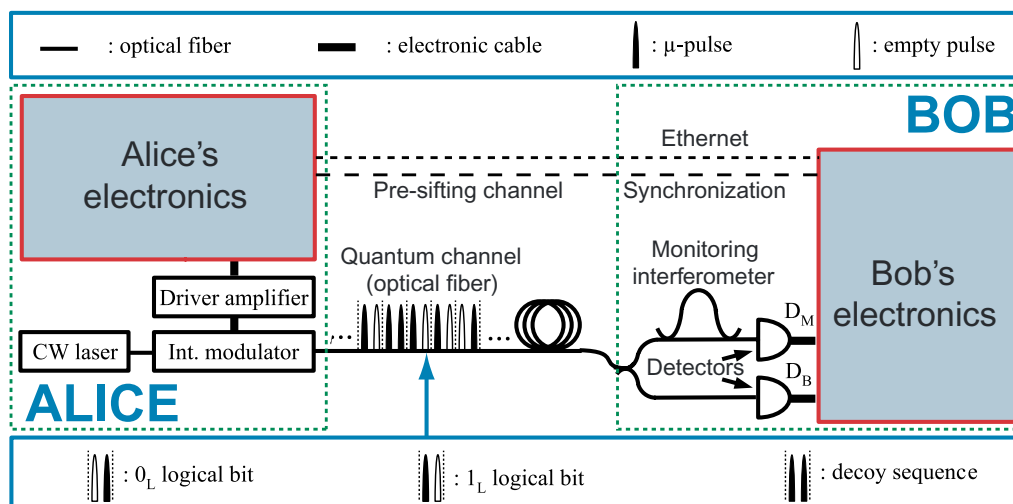 : optical fiber
: electronic cable
: μ-pulse
: empty pulse
Alice's
electronics
BOB
Ethernet
Pre-sifting channel
Synchronization
Quantum channel
(optical fiber)
Monitoring
interferometer
Bob's
electronics
Driver amplifier
CW laser
Int. modulator
...
...
Detectors
D_M
D_B
ALICE
: 0_L logical bit
: 1_L logical bit
: decoy sequence